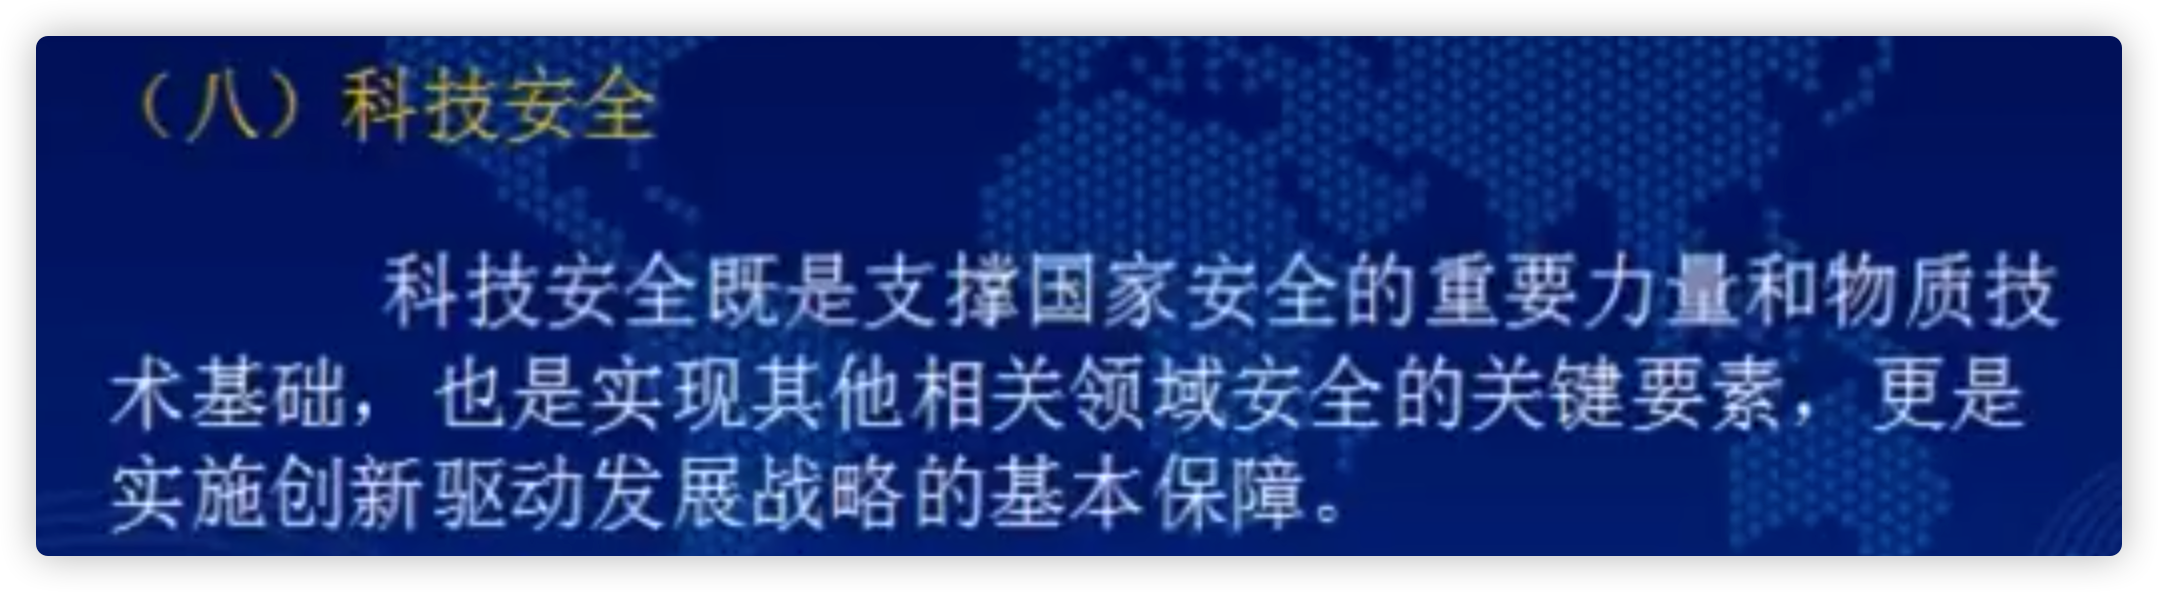 （八）科技安全
科技安全既是支撑国家安全的重要力量和物质技
术基础，也是实现其他相关领域安全的关键要素，更是
实施创新驱动发展战略的基本保障。